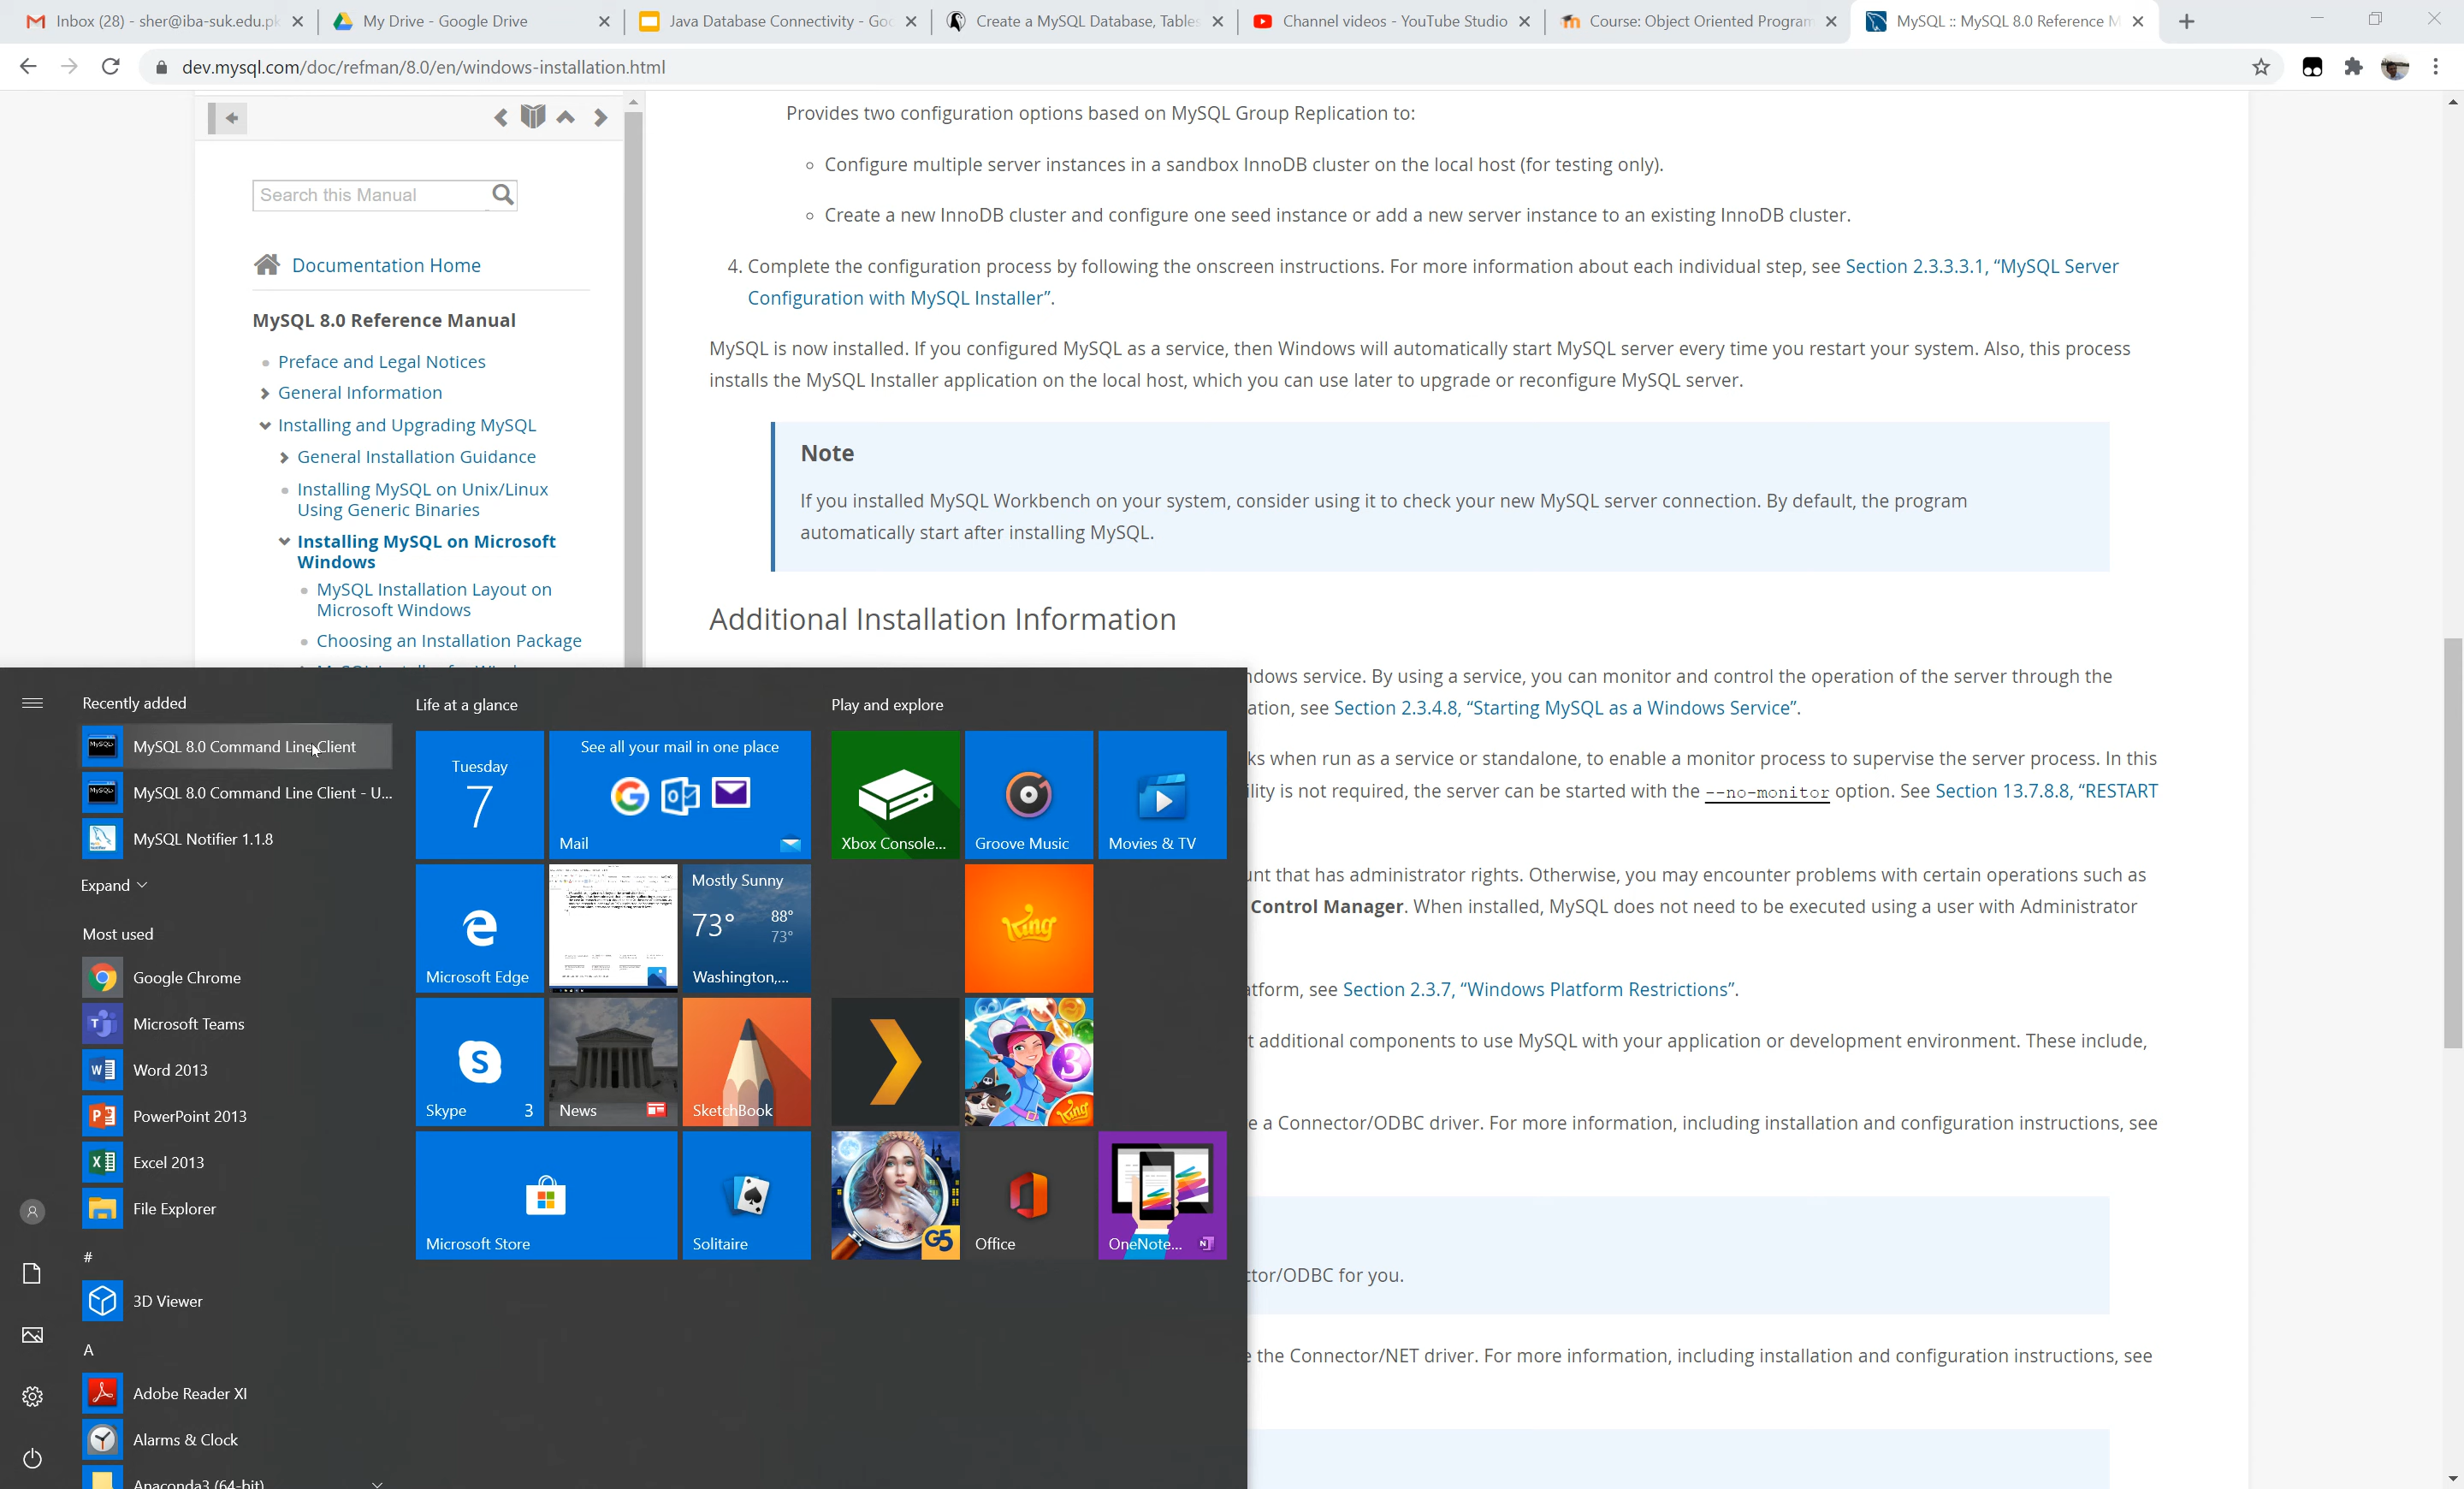 Inbox (28) - sher@iba-suk.edu.pk
My Drive - Google Drive
Java Database Connectivity - Goo
Create a MySQL Database, Tables
Channel videos - YouTube Studio
Course: Object Oriented Program
MySQL :: MySQL 8.0 Reference M
dev.mysql.com/doc/refman/8.0/en/windows-installation.html
Search this Manual
Documentation Home
MySQL 8.0 Reference Manual
Preface and Legal Notices
General Information
Installing and Upgrading MySQL
General Installation Guidance
Installing MySQL on Unix/Linux
Using Generic Binaries
Installing MySQL on Microsoft
Windows
MySQL Installation Layout on
Microsoft Windows
Choosing an Installation Package
Provides two configuration options based on MySQL Group Replication to:
Configure multiple server instances in a sandbox InnoDB cluster on the local host (for testing only).
Create a new InnoDB cluster and configure one seed instance or add a new server instance to an existing InnoDB cluster.
4. Complete the configuration process by following the onscreen instructions. For more information about each individual step, see Section 2.3.3.3.1, “MySQL Server
Configuration with MySQL Installer”.
MySQL is now installed. If you configured MySQL as a service, then Windows will automatically start MySQL server every time you restart your system. Also, this process
installs the MySQL Installer application on the local host, which you can use later to upgrade or reconfigure MySQL server.
Note
If you installed MySQL Workbench on your system, consider using it to check your new MySQL server connection. By default, the program
automatically start after installing MySQL.
Additional Installation Information
dows service. By using a service, you can monitor and control the operation of the server through the
ation, see Section 2.3.4.8, “Starting MySQL as a Windows Service”.
ks when run as a service or standalone, to enable a monitor process to supervise the server process. In this
ility is not required, the server can be started with the --no-monitor option. See Section 13.7.8.8, “RESTART
unt that has administrator rights. Otherwise, you may encounter problems with certain operations such as
Control Manager. When installed, MySQL does not need to be executed using a user with Administrator
atform, see Section 2.3.7, “Windows Platform Restrictions”.
t additional components to use MySQL with your application or development environment. These include,
e a Connector/ODBC driver. For more information, including installation and configuration instructions, see
ctor/ODBC for you.
e the Connector/NET driver. For more information, including installation and configuration instructions, see
Recently added
MySQL 8.0 Command Line Client
MySQL 8.0 Command Line Client - U...
MySQL Notifier 1.1.8
Expand
Most used
Google Chrome
Microsoft Teams
Word 2013
PowerPoint 2013
Excel 2013
File Explorer
#
3D Viewer
A
Adobe Reader XI
Alarms & Clock
Anaconda3 (64-bit)
Life at a glance
Tuesday
7
See all your mail in one place
Mail
Microsoft Edge
Mostly Sunny
73° 88°
73°
Washington,...
Skype 3
News
SketchBook
Microsoft Store
Solitaire
Play and explore
Xbox Console...
Groove Music
Movies & TV
King
3
King
G5
Office
OneNote...